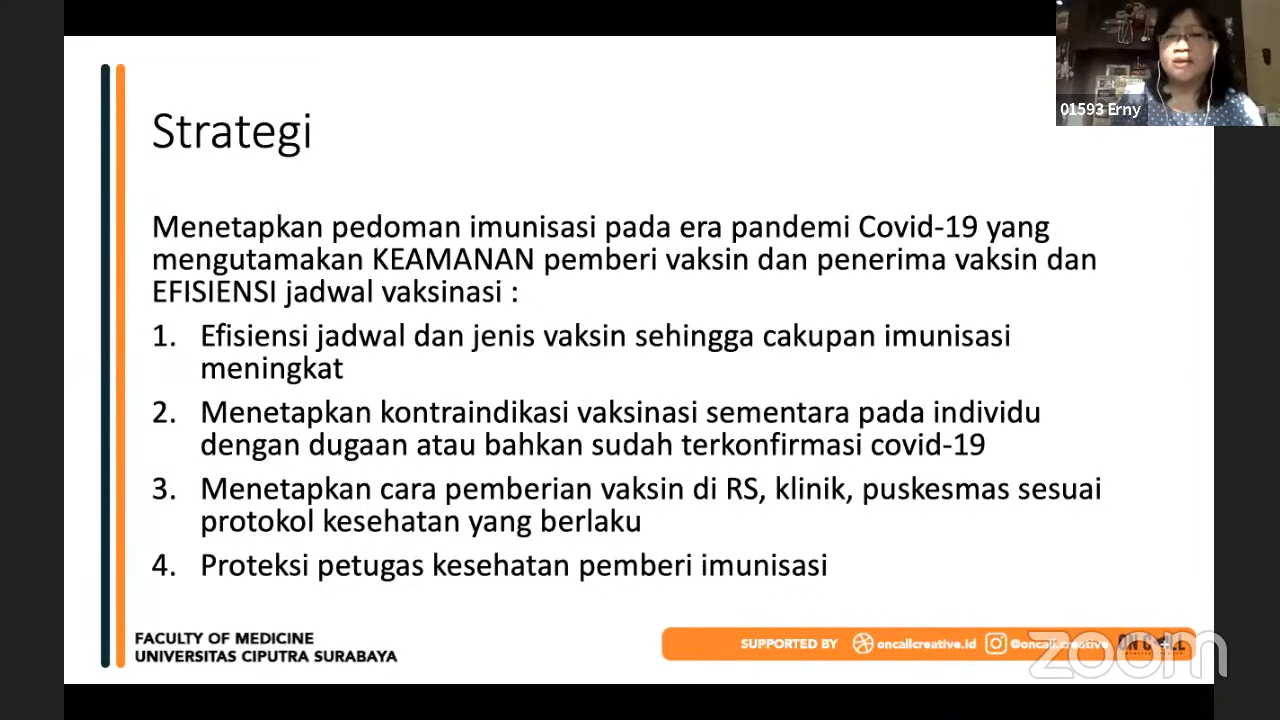 01593 Erny
Strategi
Menetapkan pedoman imunisasi pada era pandemi Covid-19 yang
mengutamakan KEAMANAN pemberi vaksin dan penerima vaksin dan
EFISIENSI jadwal vaksinasi :
1. Efisiensi jadwal dan jenis vaksin sehingga cakupan imunisasi
meningkat
2. Menetapkan kontraindikasi vaksinasi sementara pada individu
dengan dugaan atau bahkan sudah terkonfirmasi covid-19
3. Menetapkan cara pemberian vaksin di RS, klinik, puskesmas sesuai
protokol kesehatan yang berlaku
4. Proteksi petugas kesehatan pemberi imunisasi
FACULTY OF MEDICINE
UNIVERSITAS CIPUTRA SURABAYA
SUPPORTED BY oncallcreative.id @oncall.creative
zoom